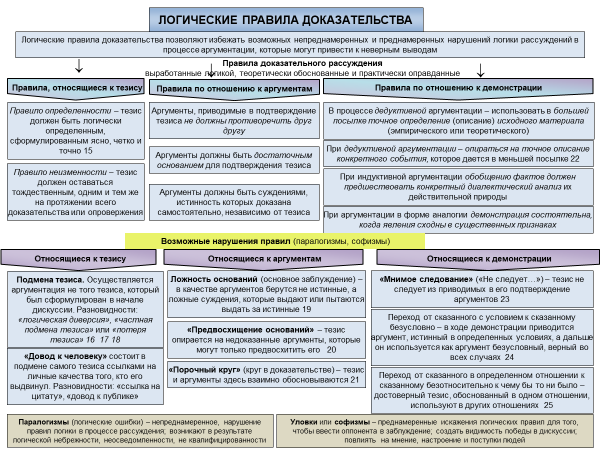 ЛОГИЧЕСКИЕ ПРАВИЛА ДОКАЗАТЕЛЬСТВА
Логические правила доказательства позволяют избежать возможных непреднамеренных и преднамеренных нарушений логики рассуждений в
процессе аргументации, которые могут привести к неверным выводам
Правила доказательного рассуждения
выработанные логикой, теоретически обоснованные и практически оправданные
Правила, относящиеся к тезису
Правило определенности – тезис
должен быть логически
определенным,
сформулированным ясно, четко и
точно 15
Правило неизменности – тезис
должен оставаться
тождественным, одним и тем же
на протяжении всего
доказательства или опровержения
Правила по отношению к аргументам
Аргументы, приводимые в подтверждение
тезиса не должны противоречить друг
другу
Аргументы должны быть достаточным
основанием для подтверждения тезиса
Аргументы должны быть суждениями,
истинность которых доказана
самостоятельно, независимо от тезиса
Правила по отношению к демонстрации
В процессе дедуктивной аргументации – использовать в большей
посылке точное определение (описание) исходного материала
(эмпирического или теоретического)
При дедуктивной аргументации – опираться на точное описание
конкретного события, которое дается в меньшей посылке 22
При индуктивной аргументации обобщению фактов должен
предшествовать конкретный диалектический анализ их
действительной природы
При аргументации в форме аналогии демонстрация состоятельна,
когда явления сходны в существенных признаках
Возможные нарушения правил (паралогизмы, софизмы)
Относящиеся к тезису
Подмена тезиса. Осуществляется
аргументация не того тезиса, который
был сформулирован в начале
дискуссии. Разновидности:
«логическая диверсия», «частная
подмена тезиса» или «потеря
тезиса» 16 17 18
«Довод к человеку» состоит в
подмене самого тезиса ссылками на
личные качества того, кто его
выдвинул. Разновидности: «ссылка на
цитату», «довод к публике»
Относящиеся к аргументам
Ложность оснований (основное заблуждение) –
в качестве аргументов берутся не истинные, а
ложные суждения, которые выдают или пытаются
выдать за истинные 19
«Предвосхищение оснований» – тезис
опирается на недоказанные аргументы, которые
могут только предвосхитить его 20
«Порочный круг» (круг в доказательстве) – тезис
и аргументы здесь взаимно обосновываются 21
Относящиеся к демонстрации
«Мнимое следование» («Не следует…») – тезис не
следует из приводимых в его подтверждение
аргументов 23
Переход от сказанного с условием к сказанному
безусловно – в ходе демонстрации приводится
аргумент, истинный в определенных условиях, а дальше
он используется как аргумент безусловный, верный во
всех случаях 24
Переход от сказанного в определенном отношении к
сказанному безотносительно к чему бы то ни было –
достоверный тезис, обоснованный в одном отношении,
используют в других отношениях 25
Паралогизмы (логические ошибки) – непреднамеренное, нарушение
правил логики в процессе рассуждения; возникают в результате
логической небрежности, неосведомленности, не квалифицированности
Уловки или софизмы – преднамеренные искажения логических правил для того,
чтобы ввести оппонента в заблуждение; создать видимость победы в дискуссии;
повлиять на мнение, настроение и поступки людей